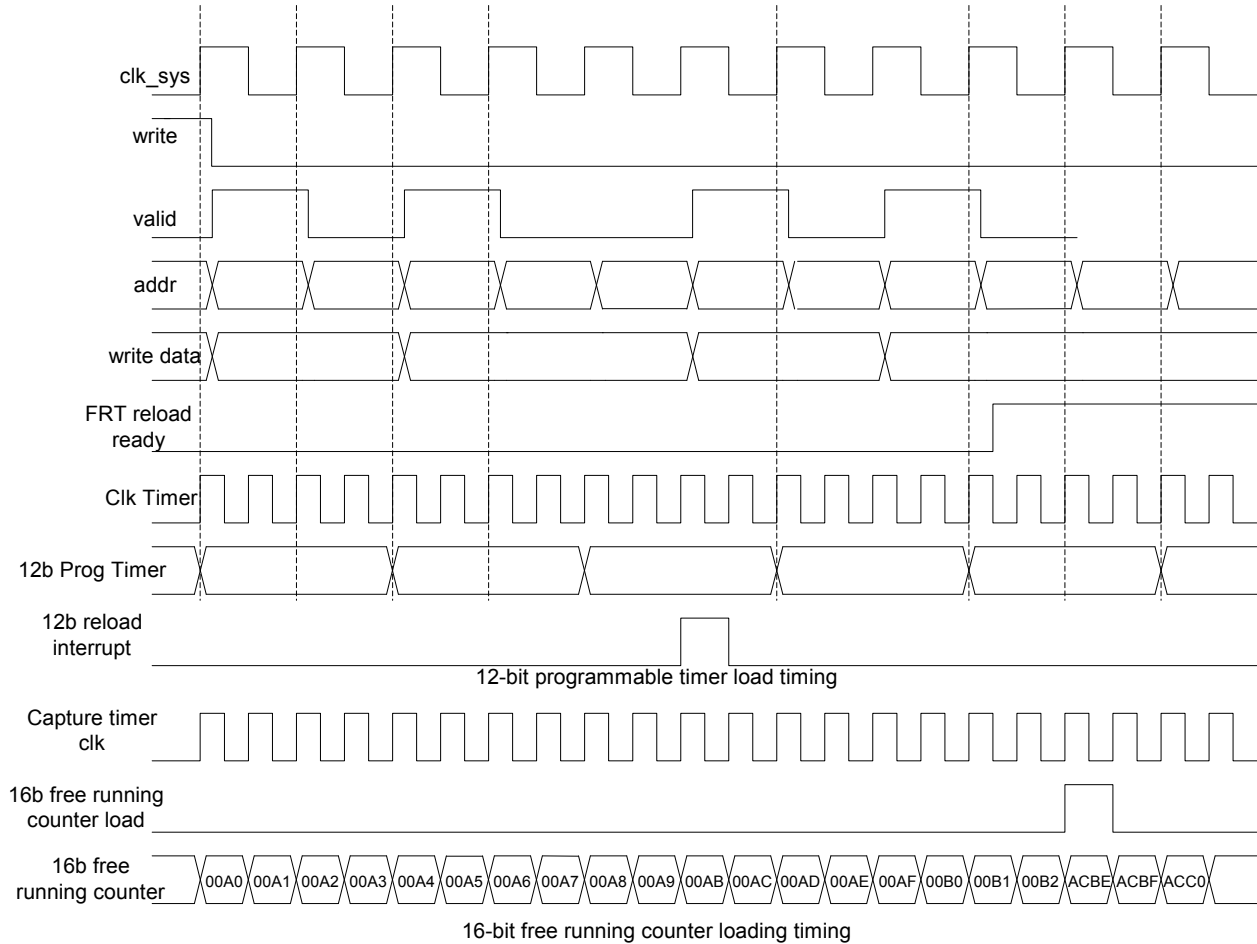 clk_sys
write
valid
addr
write data
FRT reload
ready
Clk Timer
12b Prog Timer
12b reload
interrupt
12-bit programmable timer load timing
Capture timer
clk
16b free running
counter load
16b free
running counter
00A0 00A1 00A2 00A3 00A4 00A5 00A6 00A7 00A8 00A9 00AB 00AC 00AD 00AE 00AF 00B0 00B1 00B2 ACBE ACBF ACC0
16-bit free running counter loading timing